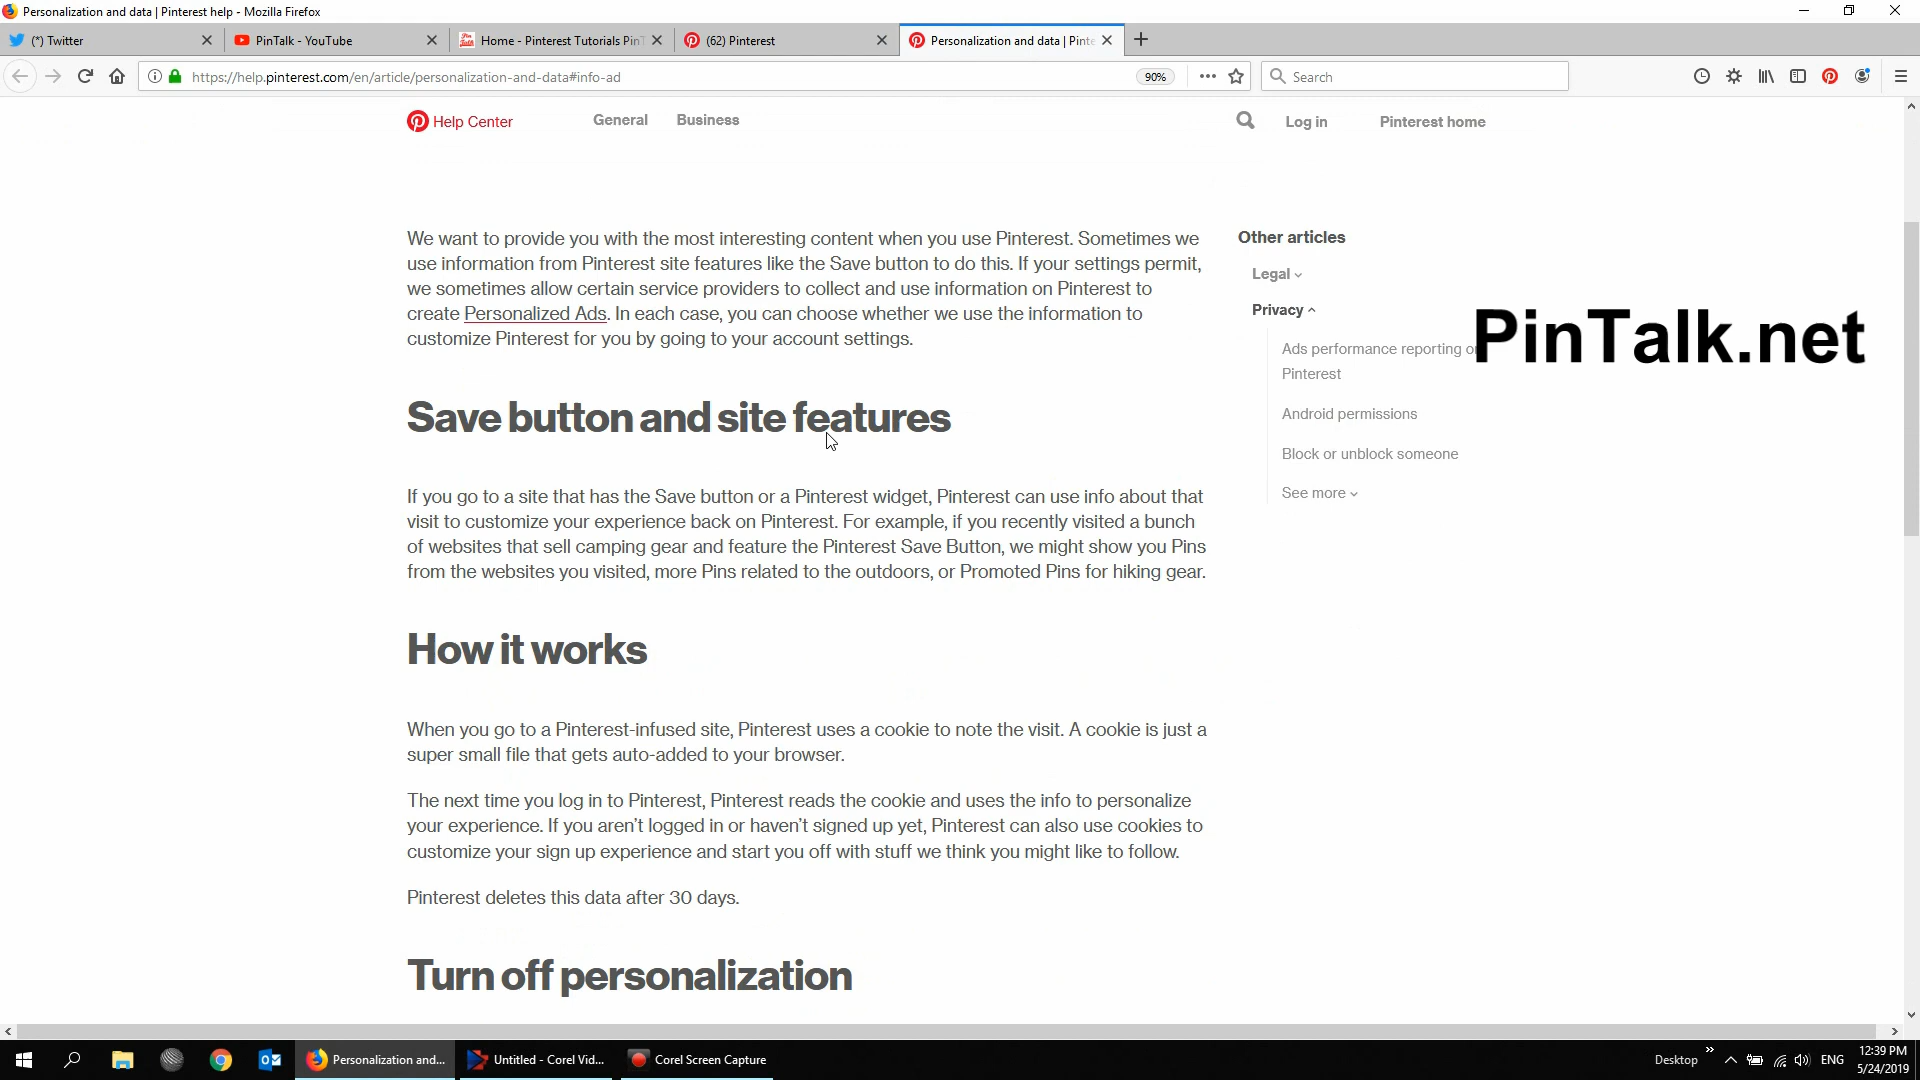 Personalization and data | Pinterest help - Mozilla Firefox
(*) Twitter
PinTalk - YouTube
Home - Pinterest Tutorials PinT
(62) Pinterest
Personalization and data | Pinte
https://help.pinterest.com/en/article/personalization-and-data#info-ad
90%
Search
Help Center
General
Business
Log in
Pinterest home
We want to provide you with the most interesting content when you use Pinterest. Sometimes we
use information from Pinterest site features like the Save button to do this. If your settings permit,
we sometimes allow certain service providers to collect and use information on Pinterest to
create Personalized Ads. In each case, you can choose whether we use the information to
customize Pinterest for you by going to your account settings.
Save button and site features
If you go to a site that has the Save button or a Pinterest widget, Pinterest can use info about that
visit to customize your experience back on Pinterest. For example, if you recently visited a bunch
of websites that sell camping gear and feature the Pinterest Save Button, we might show you Pins
from the websites you visited, more Pins related to the outdoors, or Promoted Pins for hiking gear.
How it works
When you go to a Pinterest-infused site, Pinterest uses a cookie to note the visit. A cookie is just a
super small file that gets auto-added to your browser.
The next time you log in to Pinterest, Pinterest reads the cookie and uses the info to personalize
your experience. If you aren't logged in or haven't signed up yet, Pinterest can also use cookies to
customize your sign up experience and start you off with stuff we think you might like to follow.
Pinterest deletes this data after 30 days.
Turn off personalization
Other articles
Legal
Privacy
Ads performance reporting on
Pinterest
Android permissions
Block or unblock someone
See more
PinTalk.net
Personalization and...
Untitled - Corel Vid...
Corel Screen Capture
Desktop
ENG
12:39 PM
5/24/2019